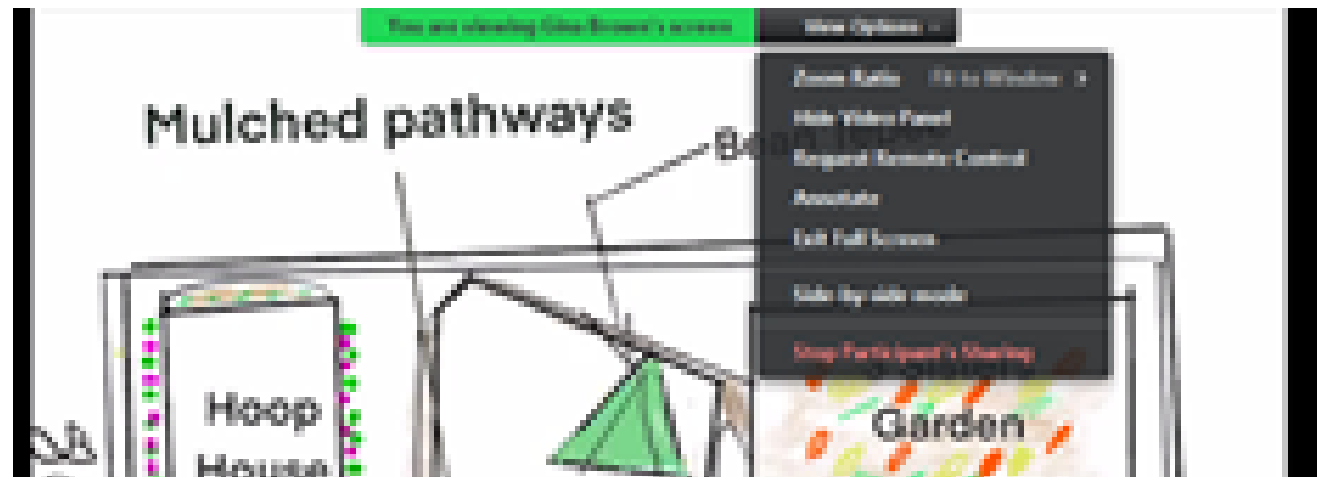 You are viewing Gina Brown's screen
View Options
Zoom Ratio Fit to Window >
Hide Video Panel
Request Remote Control
Annotate
Exit Full Screen
Side-by-side mode
Stop Participant's Sharing
Mulched pathways
Bean
Hoop
House
Garden